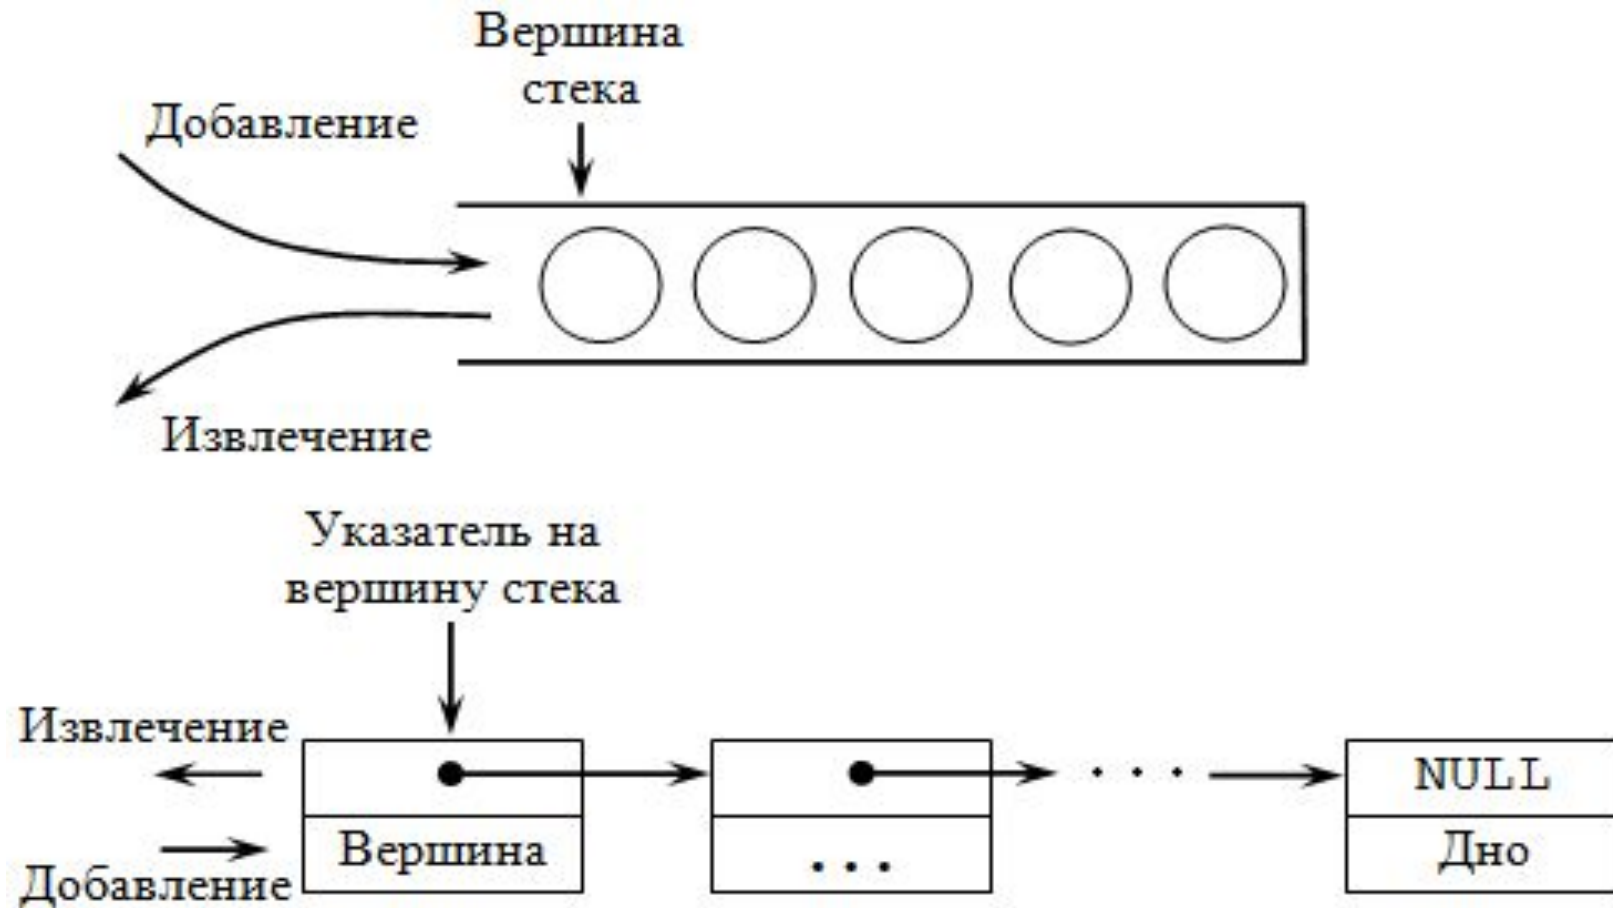 Вершина
стека
Добавление
Извлечение
Указатель на
вершину стека
Извлечение
Добавление
Вершина
...
...
NULL
Дно